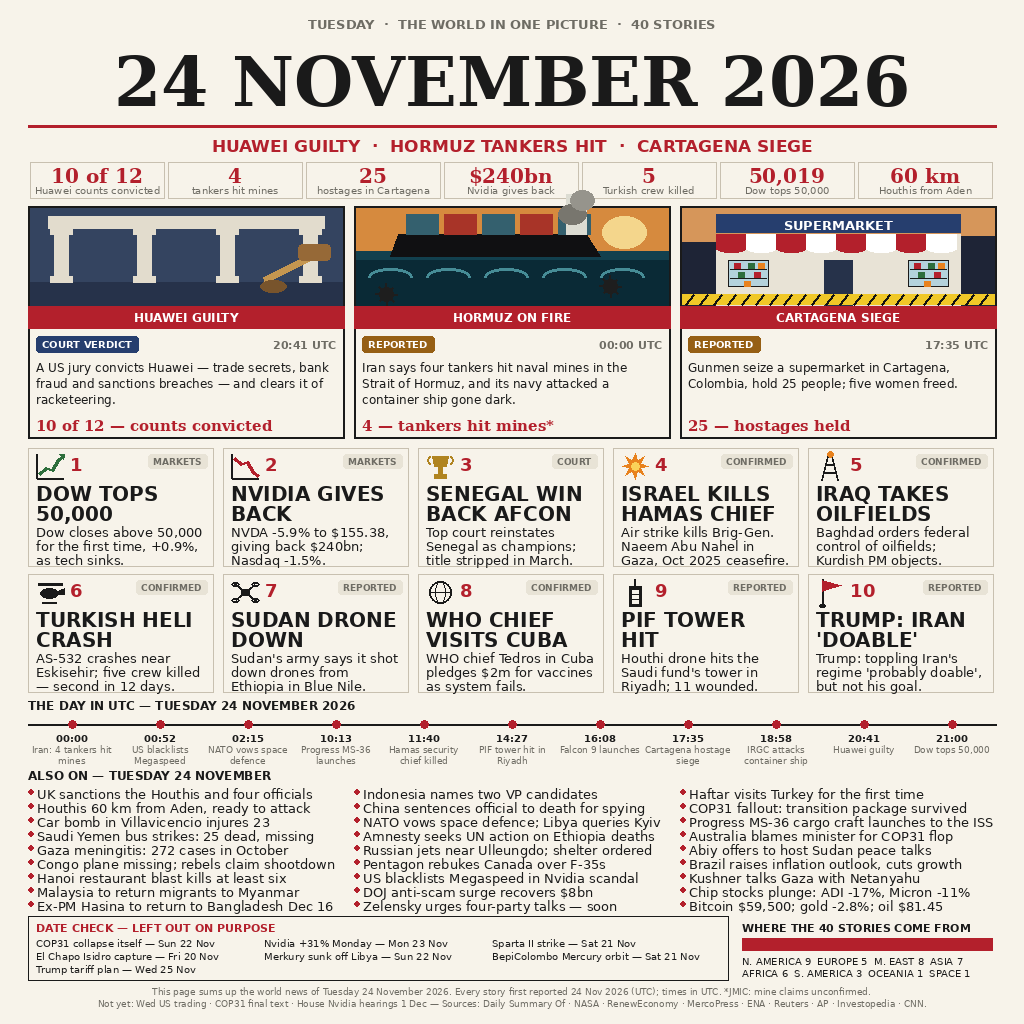 TUESDAY · THE WORLD IN ONE PICTURE · 40 STORIES
24 NOVEMBER 2026
HUAWEI GUILTY · HORMUZ TANKERS HIT · CARTAGENA SIEGE
10 of 12
Huawei counts convicted
4
tankers hit mines
25
hostages in Cartagena
$240bn
Nvidia gives back
5
Turkish crew killed
50,019
Dow tops 50,000
60 km
Houthis from Aden
HUAWEI GUILTY
COURT VERDICT 20:41 UTC
A US jury convicts Huawei — trade secrets, bank
fraud and sanctions breaches — and clears it of
racketeering.
10 of 12 — counts convicted
HORMUZ ON FIRE
REPORTED 00:00 UTC
Iran says four tankers hit naval mines in the
Strait of Hormuz, and its navy attacked a
container ship gone dark.
4 — tankers hit mines*
SUPERMARKET
CARTAGENA SIEGE
REPORTED 17:35 UTC
Gunmen seize a supermarket in Cartagena,
Colombia, hold 25 people; five women freed.
25 — hostages held
1 MARKETS
DOW TOPS
50,000
Dow closes above 50,000
for the first time, +0.9%,
as tech sinks.
2 MARKETS
NVIDIA GIVES
BACK
NVDA -5.9% to $155.38,
giving back $240bn;
Nasdaq -1.5%.
3 COURT
SENEGAL WIN
BACK AFCON
Top court reinstates
Senegal as champions;
title stripped in March.
4 CONFIRMED
ISRAEL KILLS
HAMAS CHIEF
Air strike kills Brig-Gen.
Naeem Abu Nahel in
Gaza, Oct 2025 ceasefire.
5 CONFIRMED
IRAQ TAKES
OILFIELDS
Baghdad orders federal
control of oilfields;
Kurdish PM objects.
6 CONFIRMED
TURKISH HELI
CRASH
AS-532 crashes near
Eskisehir; five crew killed
— second in 12 days.
7 REPORTED
SUDAN DRONE
DOWN
Sudan's army says it shot
down drones from
Ethiopia in Blue Nile.
8 CONFIRMED
WHO CHIEF
VISITS CUBA
WHO chief Tedros in Cuba
pledges $2m for vaccines
as system fails.
9 REPORTED
PIF TOWER
HIT
Houthi drone hits the
Saudi fund's tower in
Riyadh; 11 wounded.
10 REPORTED
TRUMP: IRAN
'DOABLE'
Trump: toppling Iran's
regime 'probably doable',
but not his goal.
THE DAY IN UTC — TUESDAY 24 NOVEMBER 2026
00:00
Iran: 4 tankers hit
mines
00:52
US blacklists
Megaspeed
02:15
NATO vows space
defence
10:13
Progress MS-36
launches
11:40
Hamas security
chief killed
14:27
PIF tower hit in
Riyadh
16:08
Falcon 9 launches
17:35
Cartagena hostage
siege
18:58
IRGC attacks
container ship
20:41
Huawei guilty
21:00
Dow tops 50,000
ALSO ON — TUESDAY 24 NOVEMBER
UK sanctions the Houthis and four officials
Houthis 60 km from Aden, ready to attack
Car bomb in Villavicencio injures 23
Saudi Yemen bus strikes: 25 dead, missing
Gaza meningitis: 272 cases in October
Congo plane missing; rebels claim shootdown
Hanoi restaurant blast kills at least six
Malaysia to return migrants to Myanmar
Ex-PM Hasina to return to Bangladesh Dec 16
Indonesia names two VP candidates
China sentences official to death for spying
NATO vows space defence; Libya queries Kyiv
Amnesty seeks UN action on Ethiopia deaths
Russian jets near Ulleungdo; shelter ordered
Pentagon rebukes Canada over F-35s
US blacklists Megaspeed in Nvidia scandal
DOJ anti-scam surge recovers $8bn
Zelensky urges four-party talks — soon
Haftar visits Turkey for the first time
COP31 fallout: transition package survived
Progress MS-36 cargo craft launches to the ISS
Australia blames minister for COP31 flop
Abiy offers to host Sudan peace talks
Brazil raises inflation outlook, cuts growth
Kushner talks Gaza with Netanyahu
Chip stocks plunge: ADI -17%, Micron -11%
Bitcoin $59,500; gold -2.8%; oil $81.45
DATE CHECK — LEFT OUT ON PURPOSE
COP31 collapse itself — Sun 22 Nov
El Chapo Isidro capture — Fri 20 Nov
Trump tariff plan — Wed 25 Nov
Nvidia +31% Monday — Mon 23 Nov
Merkury sunk off Libya — Sun 22 Nov
Sparta II strike — Sat 21 Nov
BepiColombo Mercury orbit — Sat 21 Nov
WHERE THE 40 STORIES COME FROM
N. AMERICA 9 EUROPE 5 M. EAST 8 ASIA 7
AFRICA 6 S. AMERICA 3 OCEANIA 1 SPACE 1
This page sums up the world news of Tuesday 24 November 2026. Every story first reported 24 Nov 2026 (UTC); times in UTC. *JMIC: mine claims unconfirmed.
Not yet: Wed US trading · COP31 final text · House Nvidia hearings 1 Dec — Sources: Daily Summary Of · NASA · RenewEconomy · MercoPress · ENA · Reuters · AP · Investopedia · CNN.